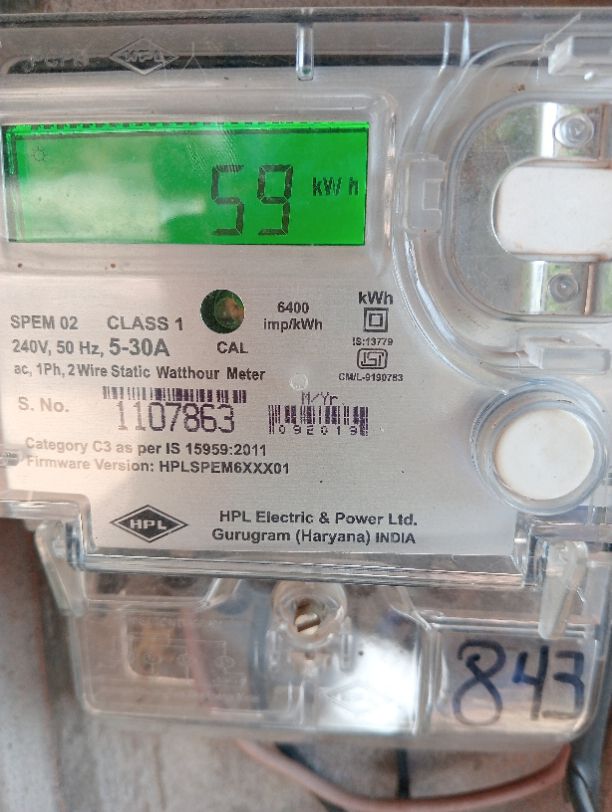 HPL
59 kWh
6400
imp/kWh
kWh
SPEM 02 CLASS 1
CAL
IS:13779
240V, 50 Hz, 5-30A
ISI
CM/L-9190783
ac, 1Ph, 2Wire Static Watthour Meter
M/Yr.
S. No. 1107863
092019
Category C3 as per IS 15959:2011
Firmware Version: HPLSPEM6XXX01
HPL
HPL Electric & Power Ltd.
Gurugram (Haryana) INDIA
843